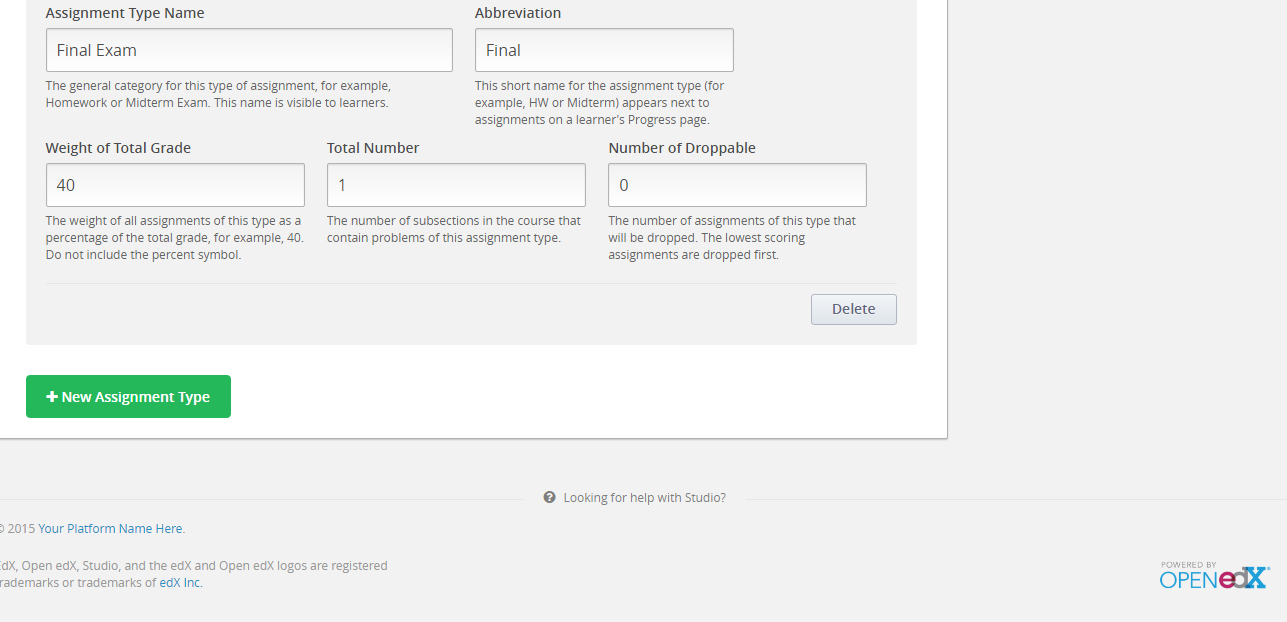 Assignment Type Name
Abbreviation
Final Exam
Final
The general category for this type of assignment, for example,
Homework or Midterm Exam. This name is visible to learners.
This short name for the assignment type (for
example, HW or Midterm) appears next to
assignments on a learner's Progress page.
Weight of Total Grade
Total Number
Number of Droppable
40
1
0
The weight of all assignments of this type as a
percentage of the total grade, for example, 40.
Do not include the percent symbol.
The number of subsections in the course that
contain problems of this assignment type.
The number of assignments of this type that
will be dropped. The lowest scoring
assignments are dropped first.
Delete
+ New Assignment Type
Looking for help with Studio?
© 2015 Your Platform Name Here.
EdX, Open edX, Studio, and the edX and Open edX logos are registered
trademarks or trademarks of edX Inc.
POWERED BY
OPEN edX